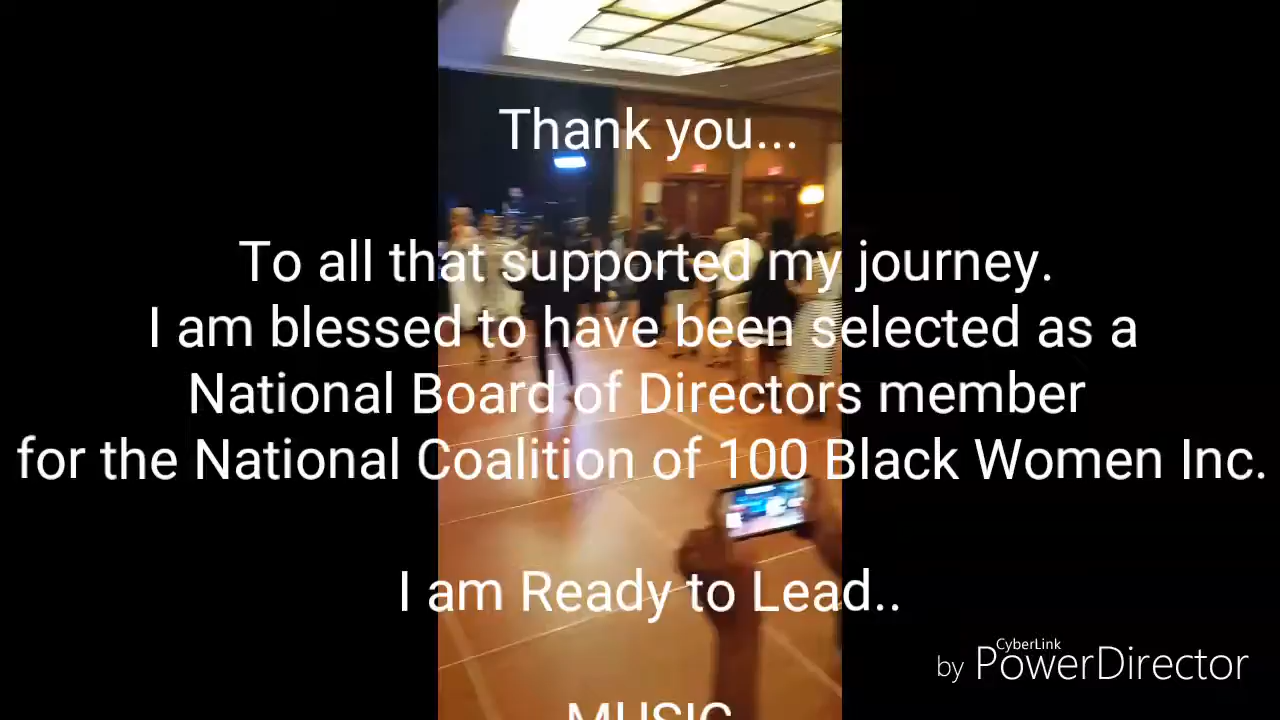 Thank you...
To all that supported my journey.
I am blessed to have been selected as a
National Board of Directors member
for the National Coalition of 100 Black Women Inc.
I am Ready to Lead..
CyberLink
by PowerDirector
MUSIC